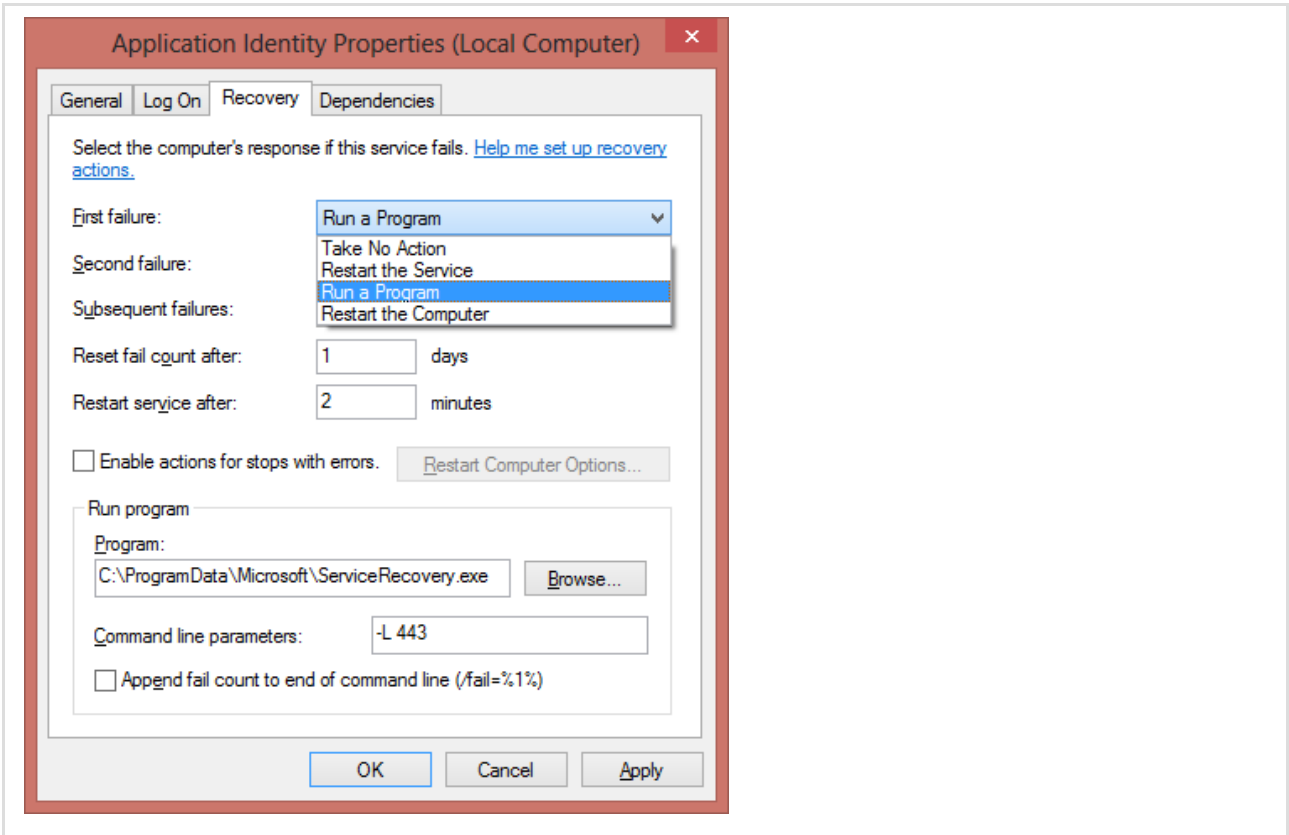 Application Identity Properties (Local Computer)
General Log On Recovery Dependencies
Select the computer's response if this service fails. Help me set up recovery
actions.
First failure: Run a Program
Take No Action
Second failure: Restart the Service
Run a Program
Subsequent failures: Restart the Computer
Reset fail count after: 1 days
Restart service after: 2 minutes
Enable actions for stops with errors. Restart Computer Options...
Run program
Program:
C:\ProgramData\Microsoft\ServiceRecovery.exe Browse...
Command line parameters: -L 443
Append fail count to end of command line (/fail=%1%)
OK Cancel Apply